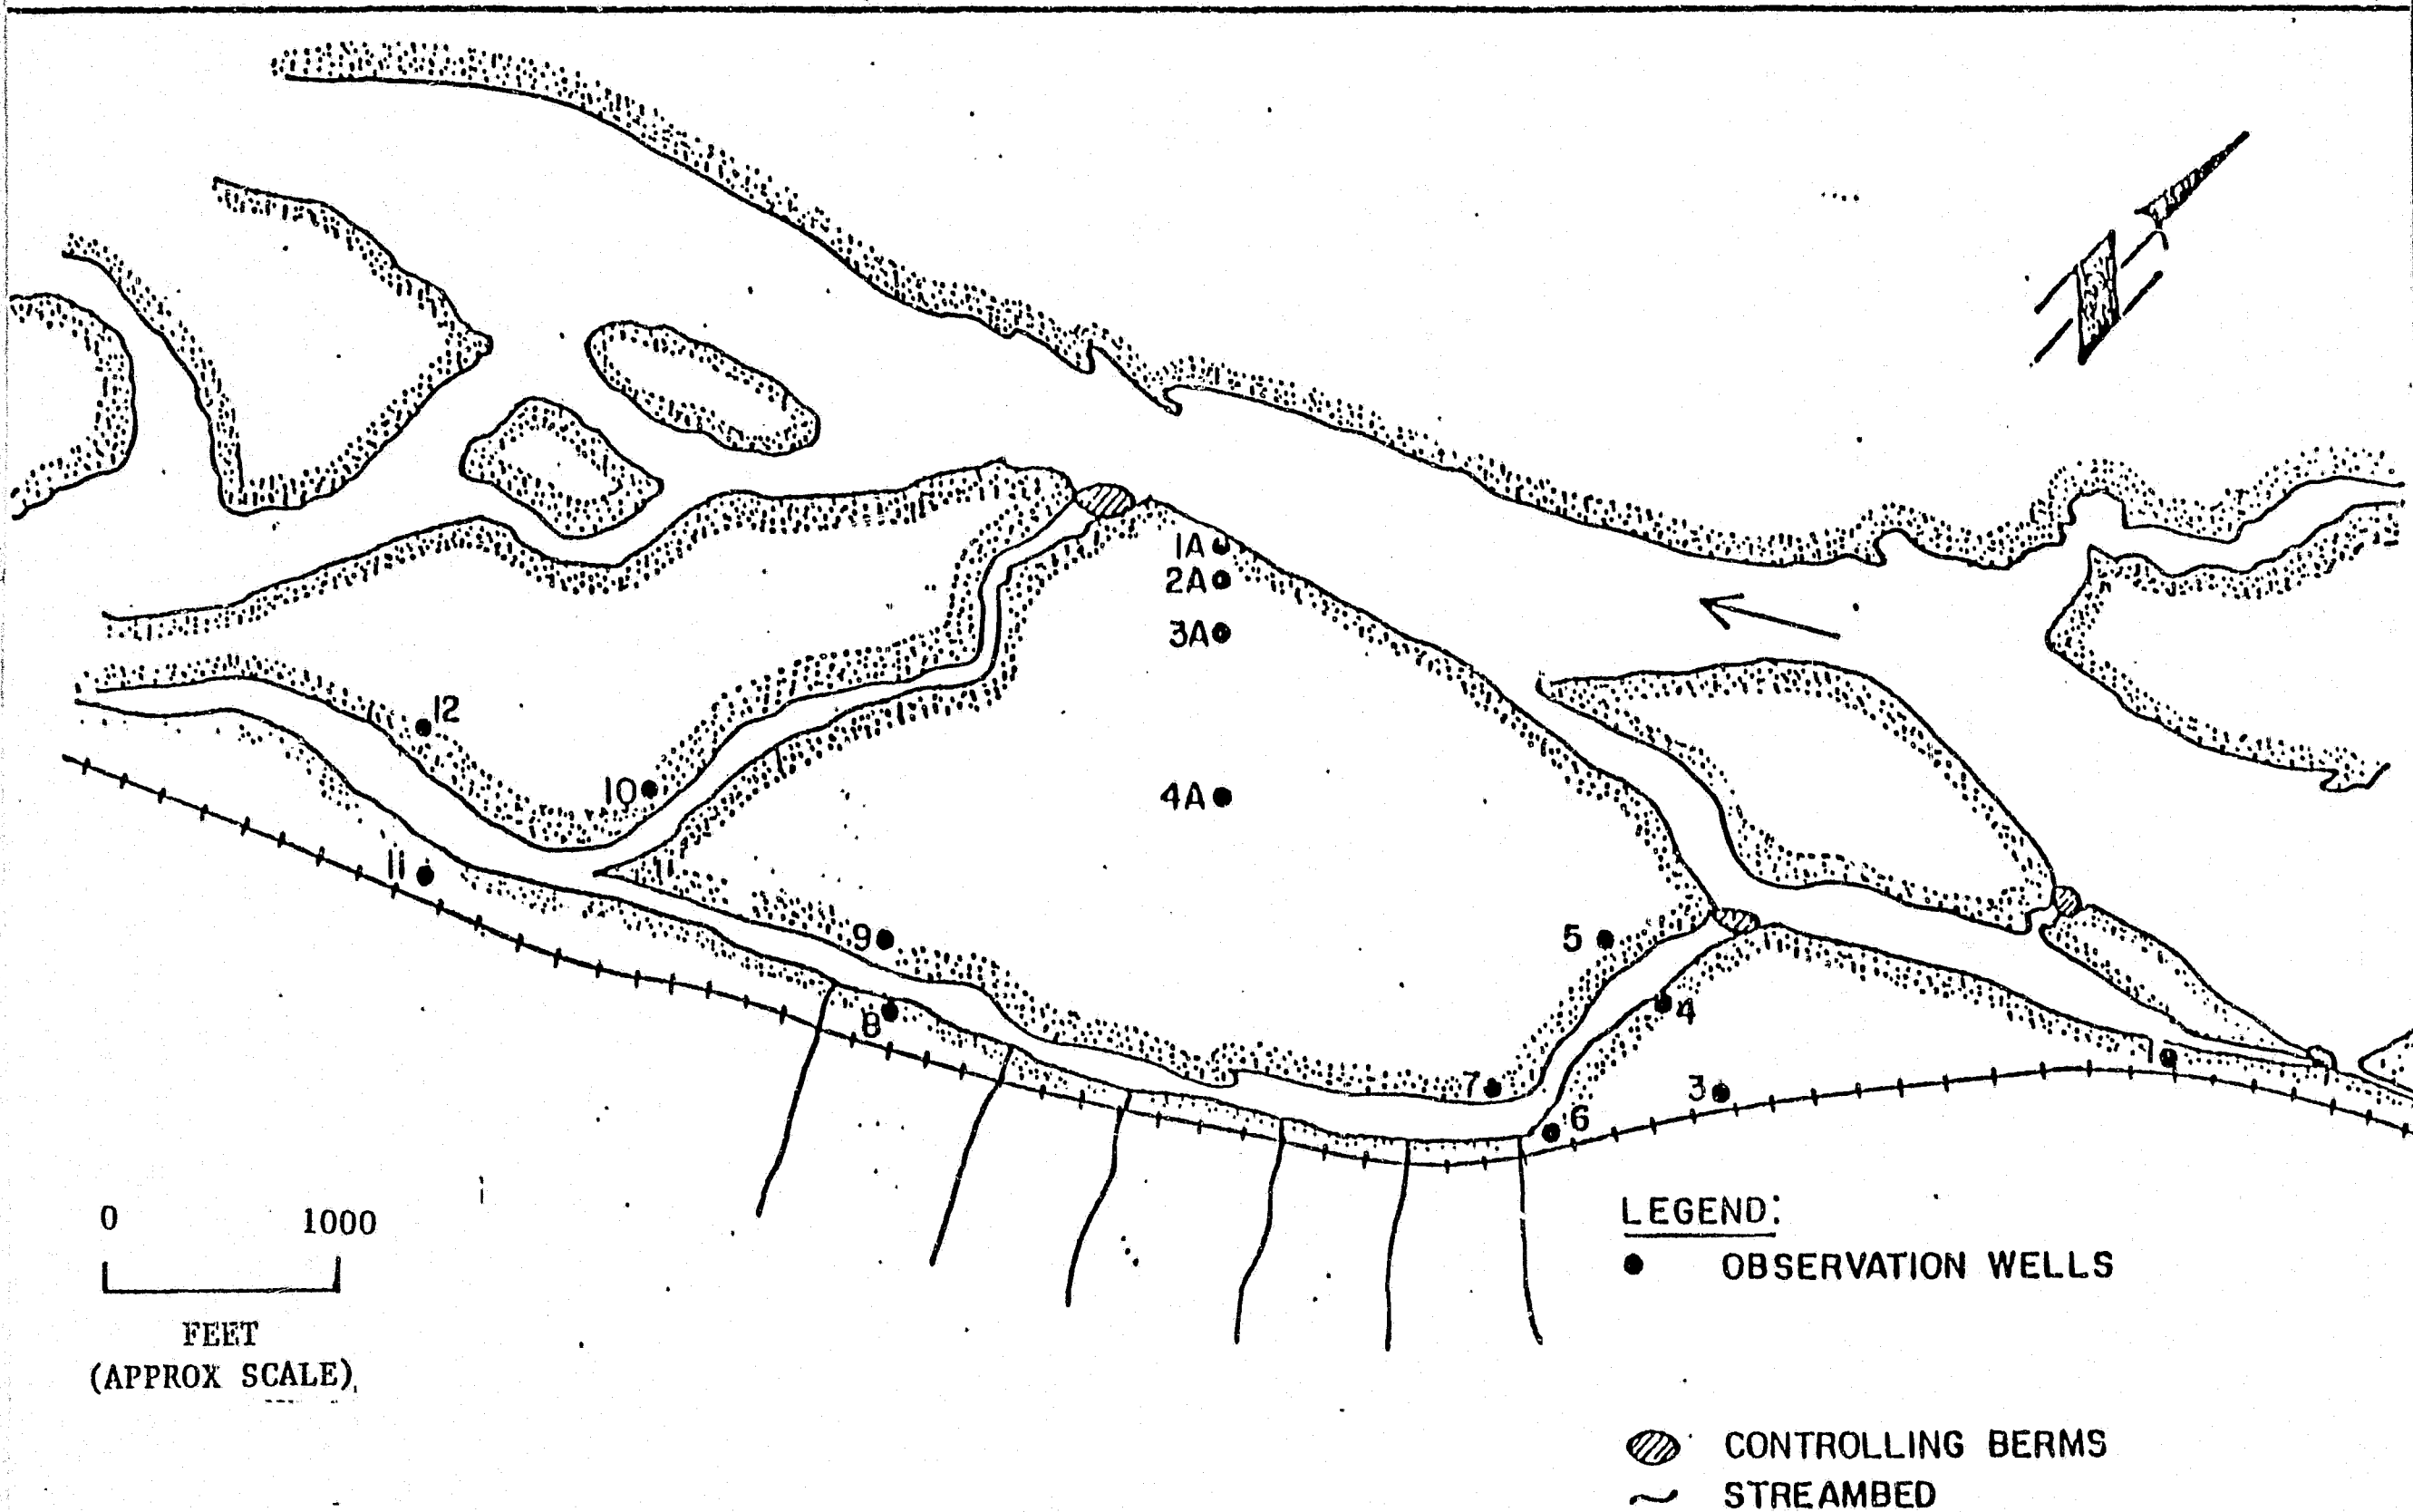 1A
2A
3A
12
10
4A
11
9
5
8
4
7
3
6
0 1000
FEET
(APPROX SCALE)
LEGEND:
OBSERVATION WELLS
CONTROLLING BERMS
STREAMBED